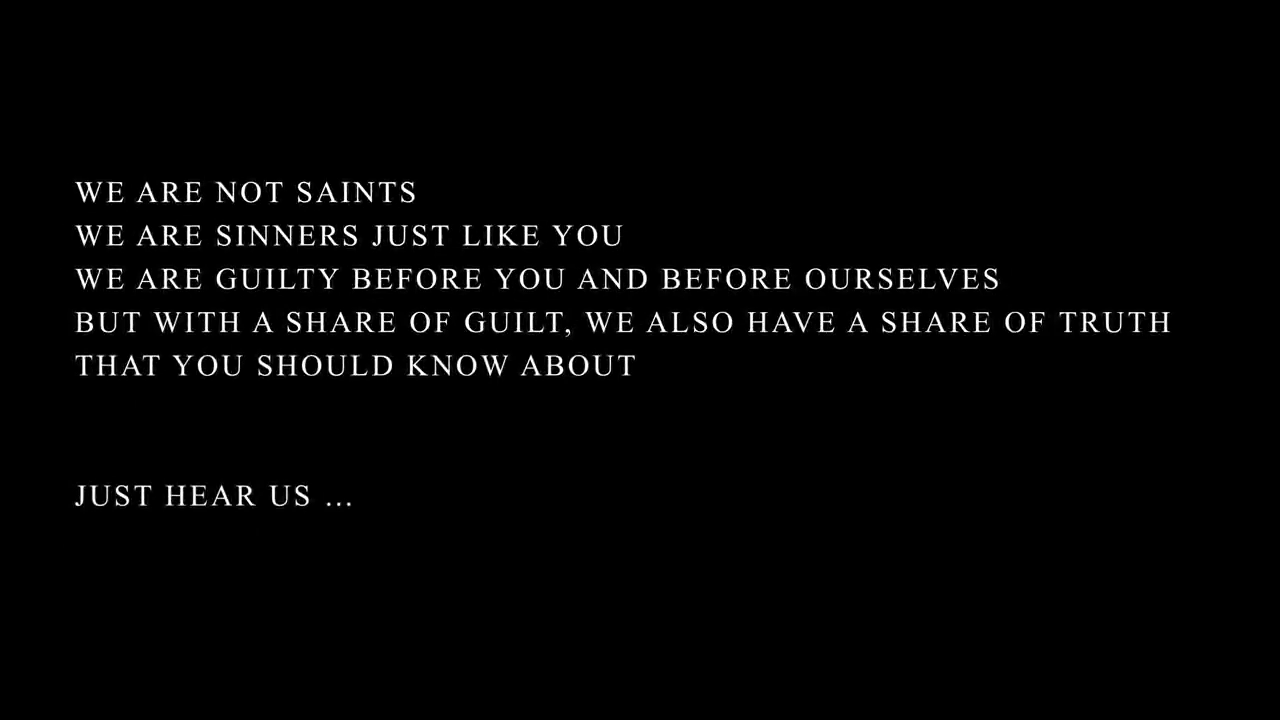 WE ARE NOT SAINTS
WE ARE SINNERS JUST LIKE YOU
WE ARE GUILTY BEFORE YOU AND BEFORE OURSELVES
BUT WITH A SHARE OF GUILT, WE ALSO HAVE A SHARE OF TRUTH
THAT YOU SHOULD KNOW ABOUT
JUST HEAR US ...